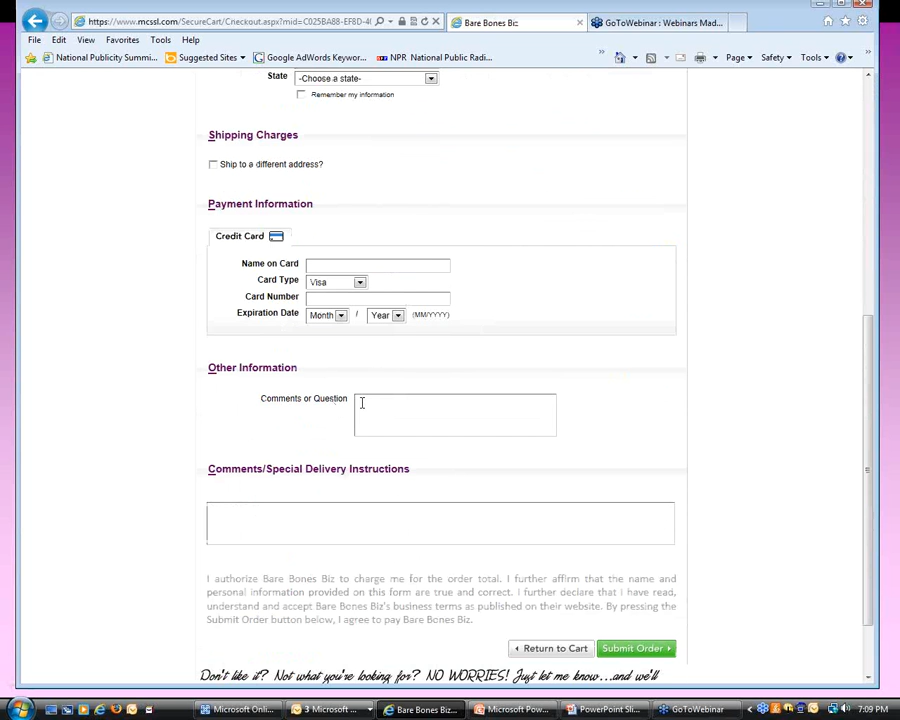 https://www.mcssl.com/SecureCart/Checkout.aspx?mid=C025BA88-EF8D-4
Bare Bones Biz
GoToWebinar : Webinars Mad...
File Edit View Favorites Tools Help
National Publicity Summi... Suggested Sites Google AdWords Keywor... NPR National Public Radi... Page Safety Tools
State -Choose a state-
Remember my information
Shipping Charges
Ship to a different address?
Payment Information
Credit Card
Name on Card
Card Type Visa
Card Number
Expiration Date Month / Year (MM/YYYY)
Other Information
Comments or Question
Comments/Special Delivery Instructions
I authorize Bare Bones Biz to charge me for the order total. I further affirm that the name and
personal information provided on this form are true and correct. I further declare that I have read,
understand and accept Bare Bones Biz's business terms as published on their website. By pressing the
Submit Order button below, I agree to pay Bare Bones Biz.
Return to Cart Submit Order
Don't like it? Not what you're looking for? NO WORRIES! Just let me know...and we'll
Microsoft Onli... 3 Microsoft ... Bare Bones Biz... Microsoft Pow... PowerPoint Sli... GoToWebinar 7:09 PM